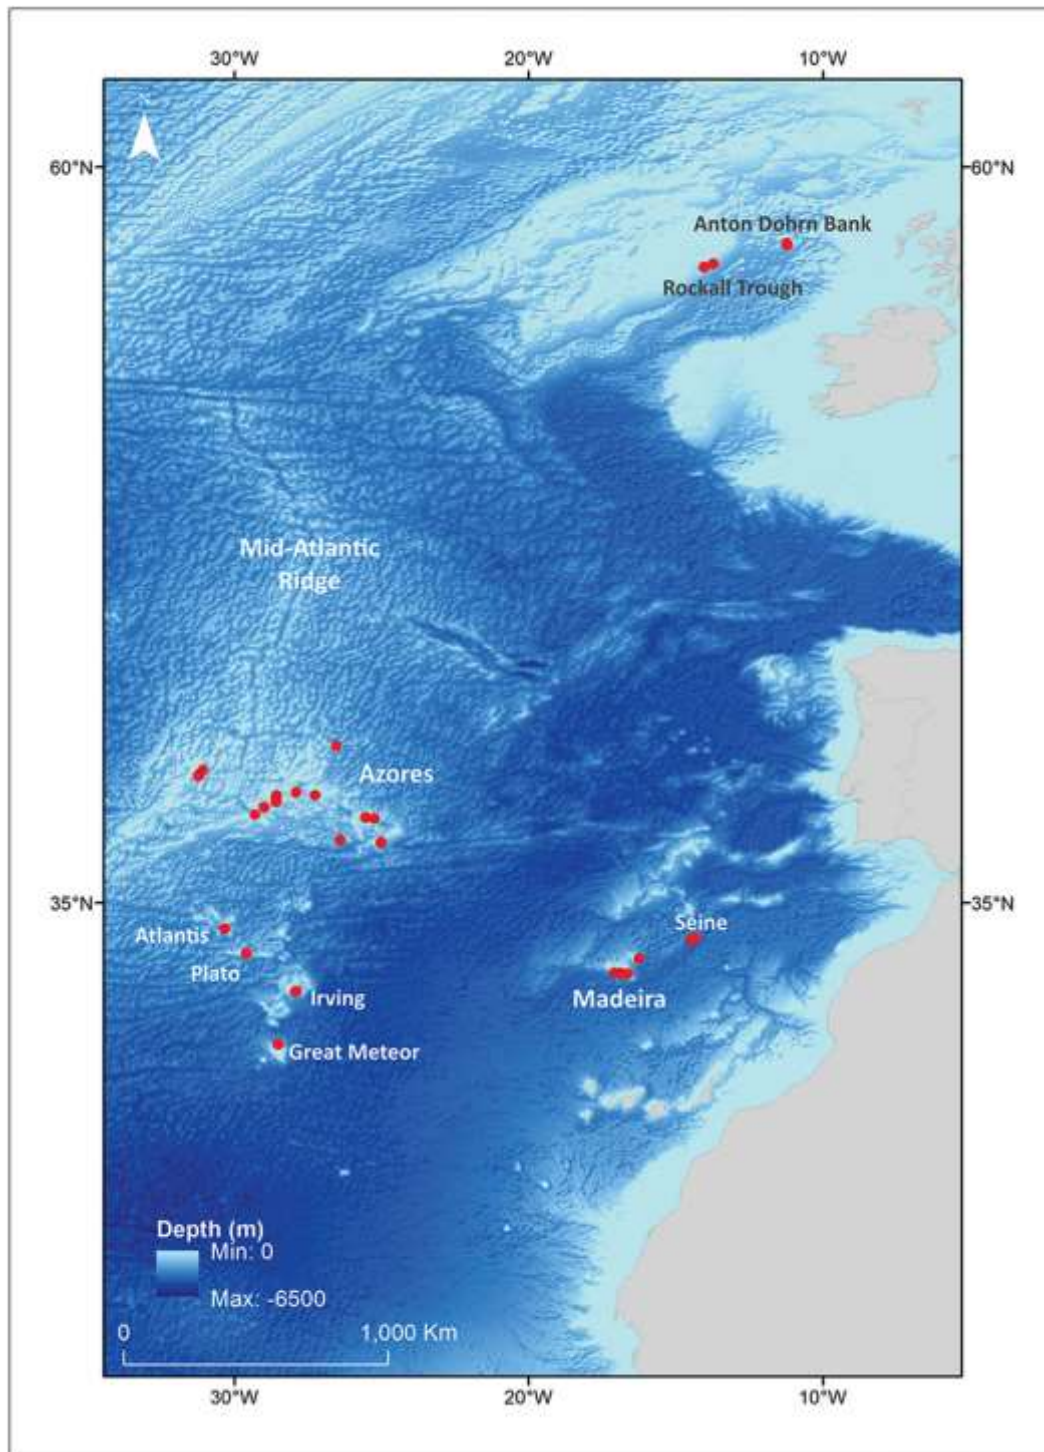 30°W
20°W
10°W
60°N
60°N
Anton Dohrn Bank
Rockall Trough
Mid-Atlantic
Ridge
Azores
35°N
35°N
Atlantis
Seine
Plato
Irving
Madeira
Great Meteor
Depth (m)
Min: 0
Max: -6500
0
1,000 Km
30°W
20°W
10°W